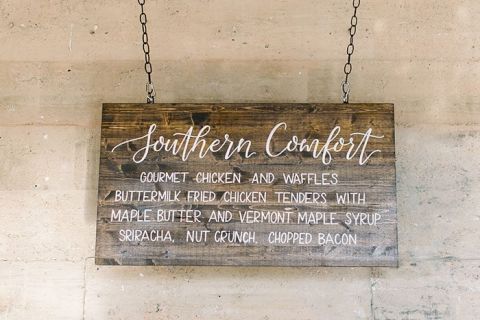 Southern Comfort
GOURMET CHICKEN AND WAFFLES
BUTTERMILK FRIED CHICKEN TENDERS WITH
MAPLE BUTTER AND VERMONT MAPLE SYRUP
SRIRACHA, NUT CRUNCH, CHOPPED BACON